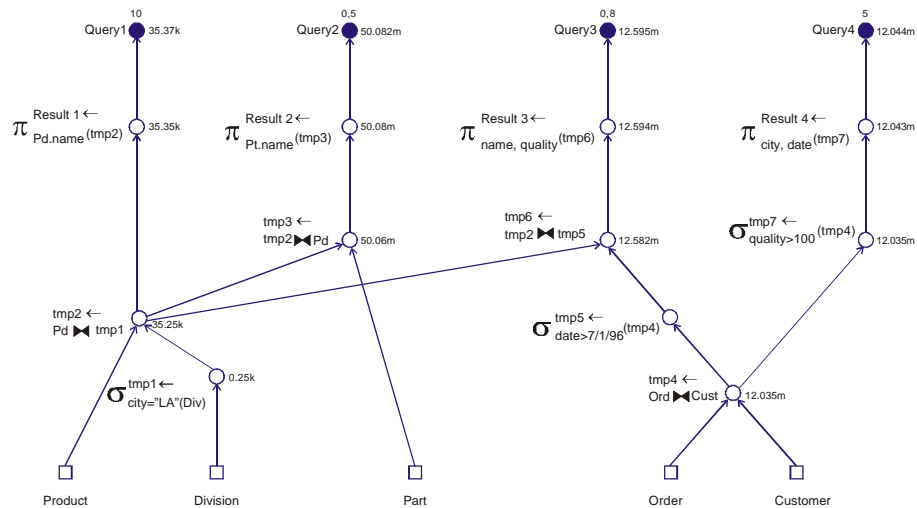 10
0,5
0,8
5
Query1 35.37k
Query2 50.082m
Query3 12.595m
Query4 12.044m
π Result 1 ←
Pd.name(tmp2) 35.35k
π Result 2 ←
Pt.name(tmp3) 50.08m
π Result 3 ←
name, quality(tmp6) 12.594m
π Result 4 ←
city, date(tmp7) 12.043m
tmp3 ←
tmp2 ⧓ Pd 50.06m
tmp6 ←
tmp2 ⧓ tmp5 12.582m
σ tmp7 ←
quality>100 (tmp4) 12.035m
tmp2 ←
Pd ⧓ tmp1 35.25k
σ tmp5 ←
date>7/1/96(tmp4)
σ tmp1 ←
city="LA"(Div) 0.25k
tmp4 ←
Ord ⧓ Cust 12.035m
Product
Division
Part
Order
Customer